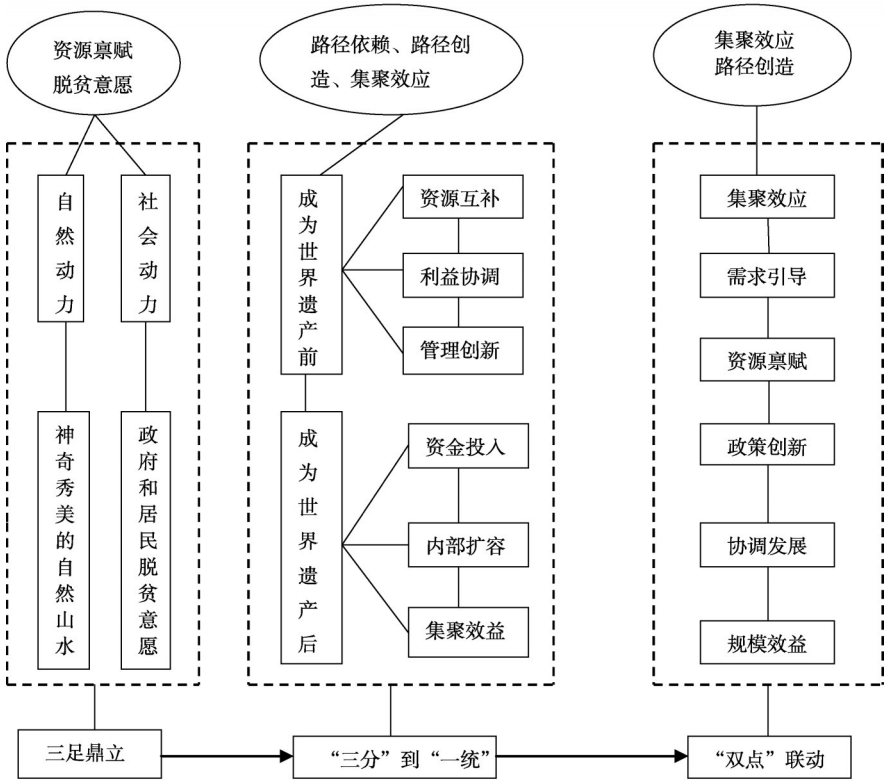 资源禀赋
脱贫意愿
自然动力
社会动力
神奇秀美的自然山水
政府和居民脱贫意愿
三足鼎立
路径依赖、路径创
造、集聚效应
成为世界遗产前
资源互补
利益协调
管理创新
成为世界遗产后
资金投入
内部扩容
集聚效益
“三分”到“一统”
集聚效应
路径创造
集聚效应
需求引导
资源禀赋
政策创新
协调发展
规模效益
“双点”联动